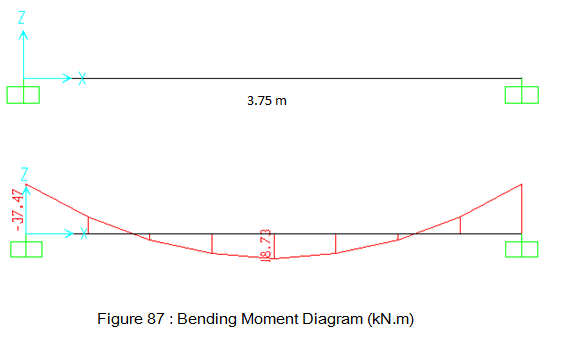 Z
X
3.75 m
Z
-37.47
X
18.73
Figure 87 : Bending Moment Diagram (kN.m)